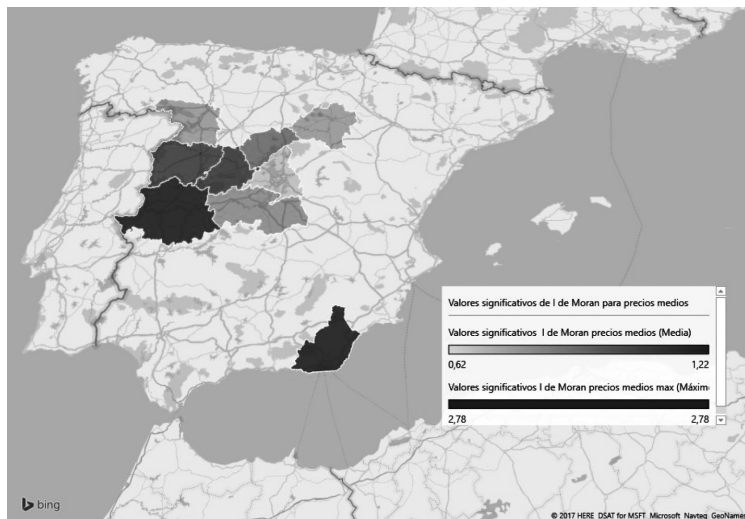 Valores significativos de I de Moran para precios medios
Valores significativos I de Moran precios medios (Media)
0,62 1,22
Valores significativos I de Moran precios medios max (Máxim
2,78 2,78
bing
© 2017 HERE DSAT for MSFT Microsoft Navteq GeoNames